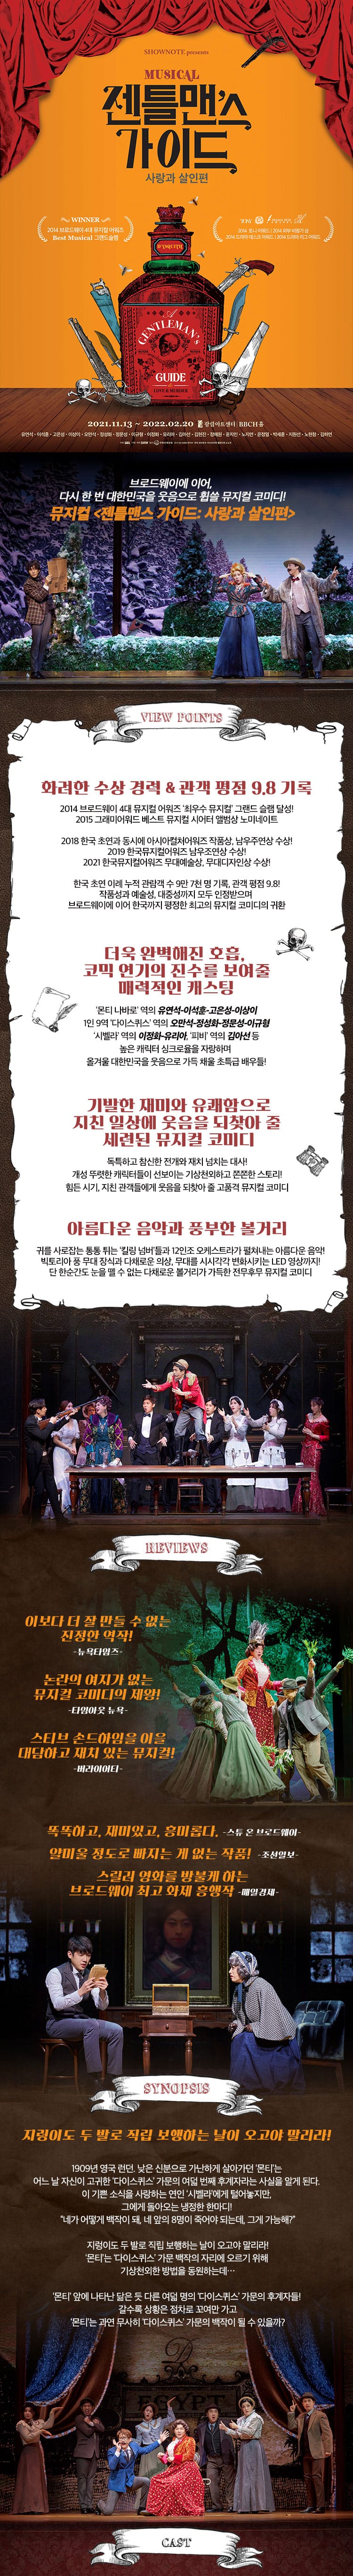 SHOWNOTE presents
MUSICAL
젠틀맨's
가이드
사랑과 살인편
WINNER
2014 브로드웨이 4대 뮤지컬 어워즈
Best Musical 그랜드슬램
A
GENTLEMAN's
GUIDE
to
LOVE & MURDER
2021.11.13 ~ 2022.02.20 광림아트센터 BBCH홀
브로드웨이에 이어,
다시 한 번 대한민국을 웃음으로 휩쓸 뮤지컬 코미디!
뮤지컬 <젠틀맨스 가이드: 사랑과 살인편>
VIEW POINTS
화려한 수상 경력 & 관객 평점 9.8 기록
2014 브로드웨이 4대 뮤지컬 어워즈 '최우수 뮤지컬' 그랜드 슬램 달성!
2015 그래미어워드 베스트 뮤지컬 시어터 앨범상 노미네이트
2018 한국 초연과 동시에 아시아컬처어워즈 작품상, 남우주연상 수상!
2019 한국뮤지컬어워즈 남우조연상 수상!
2021 한국뮤지컬어워즈 무대예술상, 무대디자인상 수상!
한국 초연 이래 누적 관람객 수 9만 7천 명 기록, 관객 평점 9.8!
작품성과 예술성, 대중성까지 모두 인정받으며
브로드웨이에 이어 한국까지 평정한 최고의 뮤지컬 코미디의 귀환
더욱 완벽해진 호흡,
코믹 연기의 진수를 보여줄
매력적인 캐스팅
'몬티 나바로' 역의 유연석-이석훈-고은성-이상이
1인 9역 '다이스퀴스' 역의 오만석-정성화-정문성-이규형
'시벨라' 역의 이정화-유리아, '피비' 역의 김아선 등
높은 캐릭터 싱크로율을 자랑하며
올겨울 대한민국을 웃음으로 가득 채울 초특급 배우들!
기발한 재미와 유쾌함으로
지친 일상에 웃음을 되찾아 줄
세련된 뮤지컬 코미디
독특하고 참신한 전개와 재치 넘치는 대사!
개성 뚜렷한 캐릭터들이 선보이는 기상천외하고 쫀쫀한 스토리!
힘든 시기, 지친 관객들에게 웃음을 되찾아 줄 고품격 뮤지컬 코미디
아름다운 음악과 풍부한 볼거리
귀를 사로잡는 통통 튀는 '킬링 넘버'들과 12인조 오케스트라가 펼쳐내는 아름다운 음악!
빅토리아 풍 무대 장식과 다채로운 의상, 무대를 시시각각 변화시키는 LED 영상까지!
단 한순간도 눈을 뗄 수 없는 다채로운 볼거리가 가득한 전무후무 뮤지컬 코미디
REVIEWS
이보다 더 잘 만들 수 없는
진정한 역작!
-뉴욕타임즈-
논란의 여지가 없는
뮤지컬 코미디의 제왕!
-타임아웃 뉴욕-
스티브 손드하임을 이을
대담하고 재치 있는 뮤지컬!
-버라이어티-
똑똑하고, 재미있고, 흥미롭다. -스튜 온 브로드웨이-
얄미울 정도로 빠지는 게 없는 작품! -조선일보-
스릴러 영화를 방불케 하는
브로드웨이 최고 화제 흥행작 -매일경제-
SYNOPSIS
지렁이도 두 발로 직립 보행하는 날이 오고야 말리라!
1909년 영국 런던. 낮은 신분으로 가난하게 살아가던 '몬티'는
어느 날 자신이 고귀한 '다이스퀴스' 가문의 여덟 번째 후계자라는 사실을 알게 된다.
이 기쁜 소식을 사랑하는 연인 '시벨라'에게 털어놓지만,
그에게 돌아오는 냉정한 한마디!
"네가 어떻게 백작이 돼, 네 앞의 8명이 죽어야 되는데, 그게 가능해?"
지렁이도 두 발로 직립 보행하는 날이 오고야 말리라!
'몬티'는 '다이스퀴스' 가문 백작의 자리에 오르기 위해
기상천외한 방법을 동원하는데…
'몬티' 앞에 나타난 닮은 듯 다른 여덟 명의 '다이스퀴스' 가문의 후계자들!
갈수록 상황은 점차로 꼬여만 가고
'몬티'는 과연 무사히 '다이스퀴스' 가문의 백작이 될 수 있을까?
EGYPT
CAST